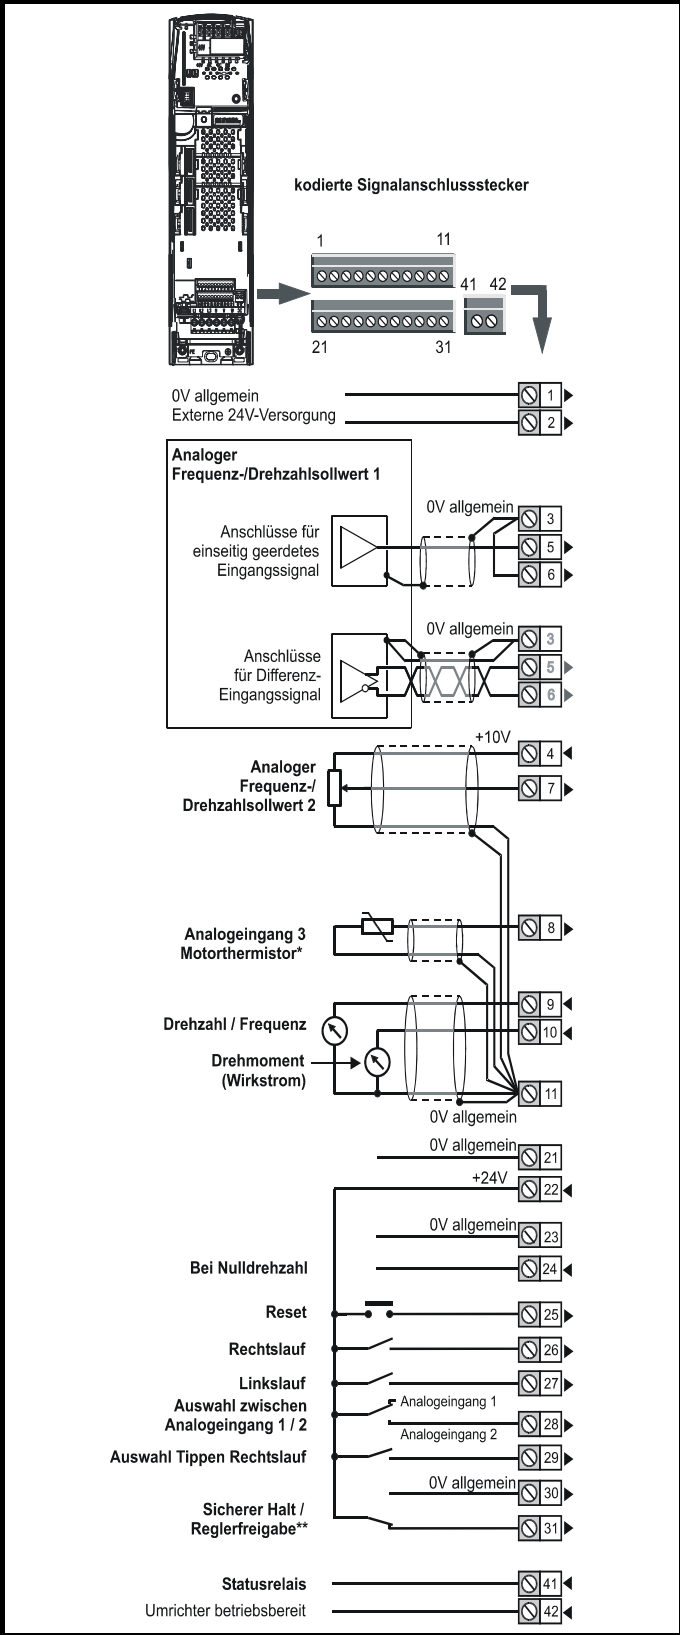 kodierte Signalanschlussstecker
1 11
41 42
21 31
0V allgemein
1
Externe 24V-Versorgung
2
Analoger
Frequenz-/Drehzahlsollwert 1
0V allgemein
3
Anschlüsse für
einseitig geerdetes
Eingangssignal
5
6
0V allgemein
3
Anschlüsse
für Differenz-
Eingangssignal
5
6
+10V
4
Analoger
Frequenz-/
Drehzahlsollwert 2
7
Analogeingang 3
Motorthermistor*
8
9
Drehzahl / Frequenz
10
Drehmoment
(Wirkstrom)
11
0V allgemein
0V allgemein
21
+24V
22
0V allgemein
23
Bei Nulldrehzahl
24
Reset
25
Rechtslauf
26
Linkslauf
27
Auswahl zwischen
Analogeingang 1 / 2
Analogeingang 1
28
Analogeingang 2
Auswahl Tippen Rechtslauf
29
0V allgemein
30
Sicherer Halt /
Reglerfreigabe**
31
Statusrelais
41
Umrichter betriebsbereit
42